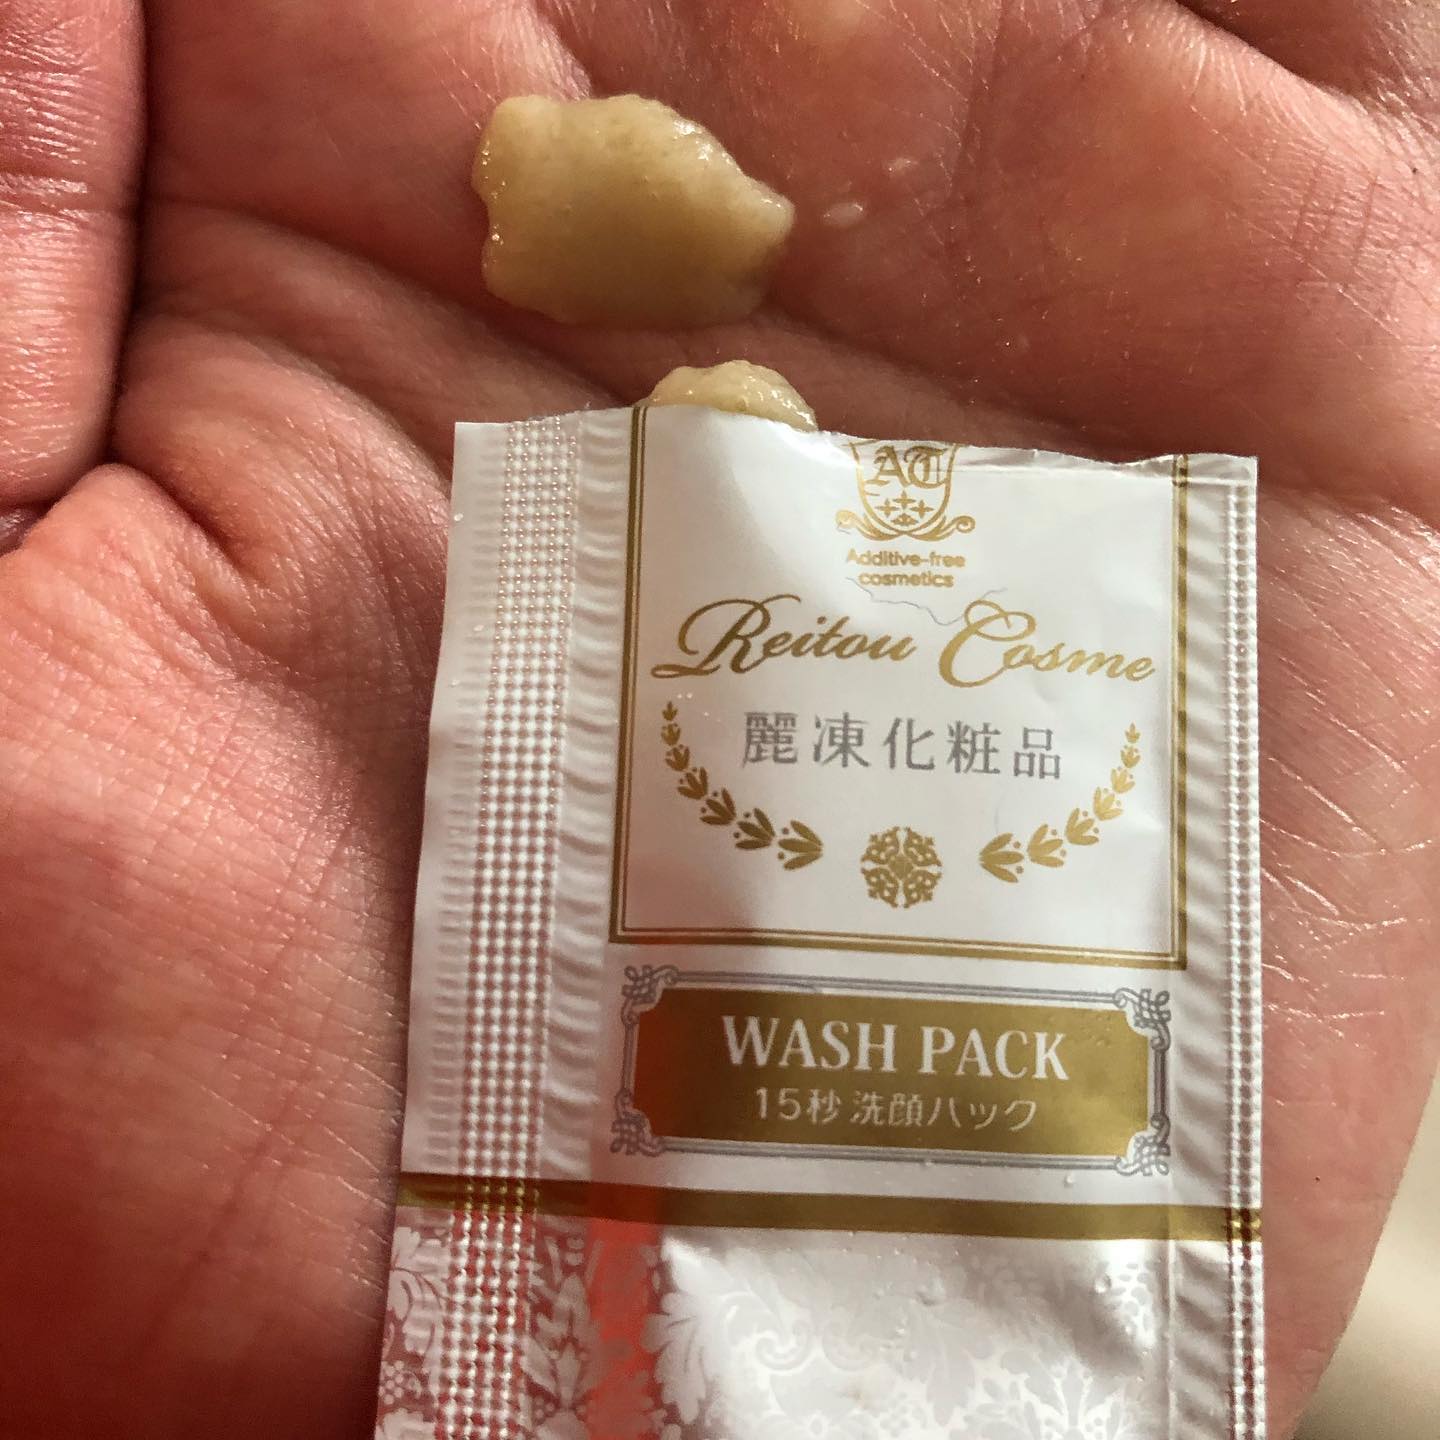 AT
Additive-free
cosmetics
Reitou Cosme
麗凍化粧品
WASH PACK
15秒洗顔パック